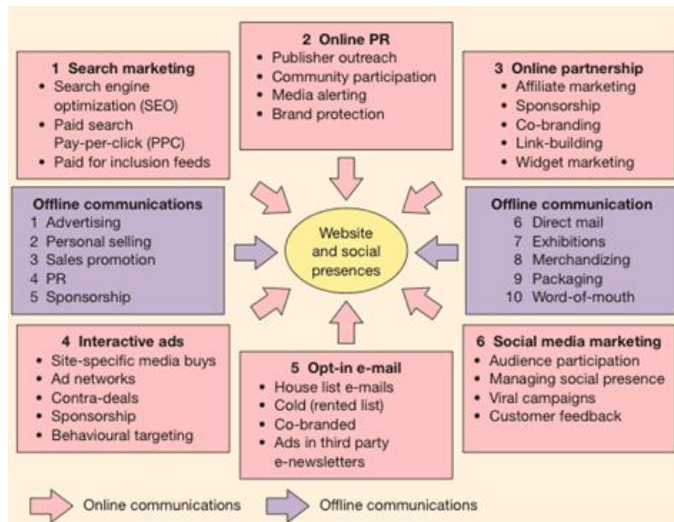 1 Search marketing
• Search engine
optimization (SEO)
• Paid search
Pay-per-click (PPC)
• Paid for inclusion feeds
2 Online PR
• Publisher outreach
• Community participation
• Media alerting
• Brand protection
3 Online partnership
• Affiliate marketing
• Sponsorship
• Co-branding
• Link-building
• Widget marketing
Offline communications
1 Advertising
2 Personal selling
3 Sales promotion
4 PR
5 Sponsorship
Website
and social
presences
Offline communication
6 Direct mail
7 Exhibitions
8 Merchandizing
9 Packaging
10 Word-of-mouth
4 Interactive ads
• Site-specific media buys
• Ad networks
• Contra-deals
• Sponsorship
• Behavioural targeting
5 Opt-in e-mail
• House list e-mails
• Cold (rented list)
• Co-branded
• Ads in third party
e-newsletters
6 Social media marketing
• Audience participation
• Managing social presence
• Viral campaigns
• Customer feedback
Online communications
Offline communications